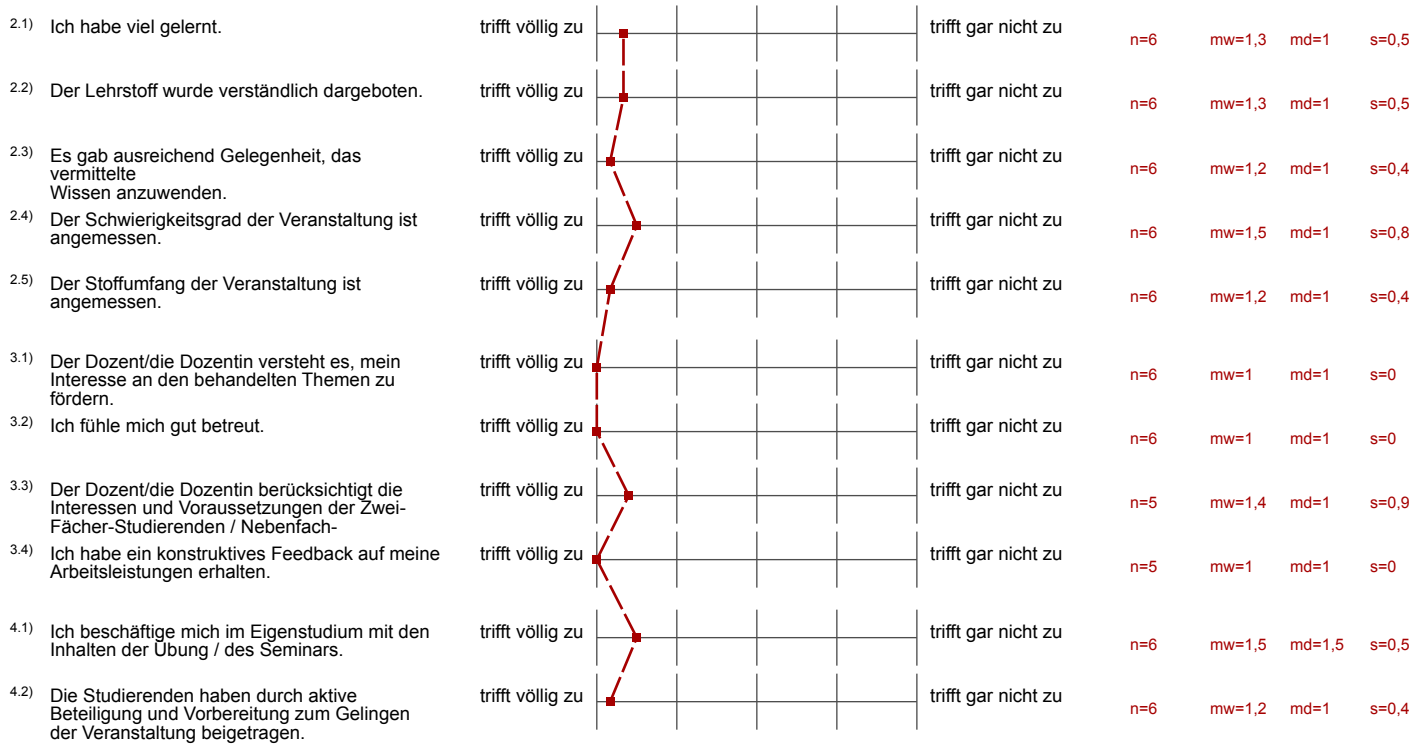 2.1) Ich habe viel gelernt. trifft völlig zu trifft gar nicht zu n=6 mw=1,3 md=1 s=0,5
2.2) Der Lehrstoff wurde verständlich dargeboten. trifft völlig zu trifft gar nicht zu n=6 mw=1,3 md=1 s=0,5
2.3) Es gab ausreichend Gelegenheit, das trifft völlig zu trifft gar nicht zu
vermittelte n=6 mw=1,2 md=1 s=0,4
Wissen anzuwenden.
2.4) Der Schwierigkeitsgrad der Veranstaltung ist trifft völlig zu trifft gar nicht zu
angemessen. n=6 mw=1,5 md=1 s=0,8
2.5) Der Stoffumfang der Veranstaltung ist trifft völlig zu trifft gar nicht zu
angemessen. n=6 mw=1,2 md=1 s=0,4
3.1) Der Dozent/die Dozentin versteht es, mein trifft völlig zu trifft gar nicht zu
Interesse an den behandelten Themen zu n=6 mw=1 md=1 s=0
fördern.
3.2) Ich fühle mich gut betreut. trifft völlig zu trifft gar nicht zu n=6 mw=1 md=1 s=0
3.3) Der Dozent/die Dozentin berücksichtigt die trifft völlig zu trifft gar nicht zu
Interessen und Voraussetzungen der Zwei- n=5 mw=1,4 md=1 s=0,9
Fächer-Studierenden / Nebenfach-
3.4) Ich habe ein konstruktives Feedback auf meine trifft völlig zu trifft gar nicht zu
Arbeitsleistungen erhalten. n=5 mw=1 md=1 s=0
4.1) Ich beschäftige mich im Eigenstudium mit den trifft völlig zu trifft gar nicht zu
Inhalten der Übung / des Seminars. n=6 mw=1,5 md=1,5 s=0,5
4.2) Die Studierenden haben durch aktive trifft völlig zu trifft gar nicht zu
Beteiligung und Vorbereitung zum Gelingen n=6 mw=1,2 md=1 s=0,4
der Veranstaltung beigetragen.